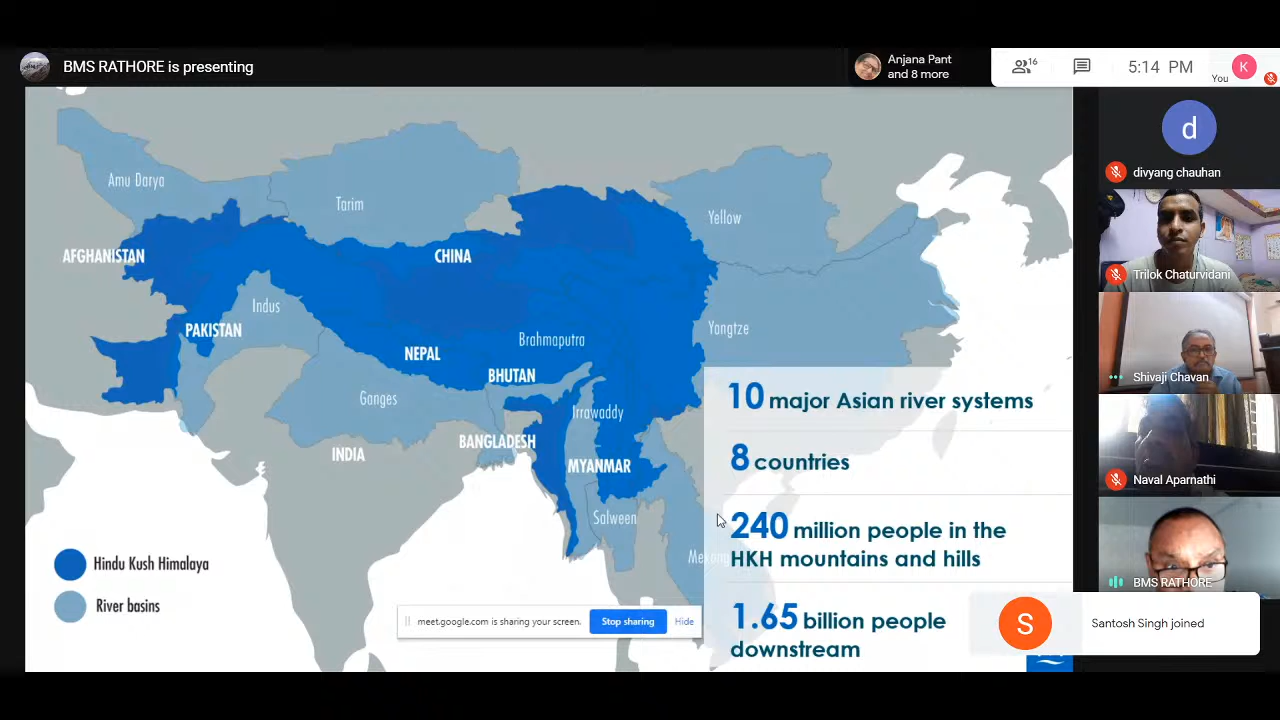 BMS RATHORE is presenting
Anjana Pant
and 8 more
16
5:14 PM
You
K
d
divyang chauhan
Trilok Chaturvidani
Shivaji Chavan
Naval Aparnathi
BMS RATHORE
S
Santosh Singh joined
Amu Darya
Tarim
Yellow
AFGHANISTAN
CHINA
Indus
PAKISTAN
Yangtze
Brahmaputra
NEPAL
BHUTAN
Ganges
Irrawaddy
BANGLADESH
INDIA
MYANMAR
Salween
Mekong
Hindu Kush Himalaya
River basins
10 major Asian river systems
8 countries
240 million people in the
HKH mountains and hills
1.65 billion people
downstream
meet.google.com is sharing your screen.
Stop sharing
Hide